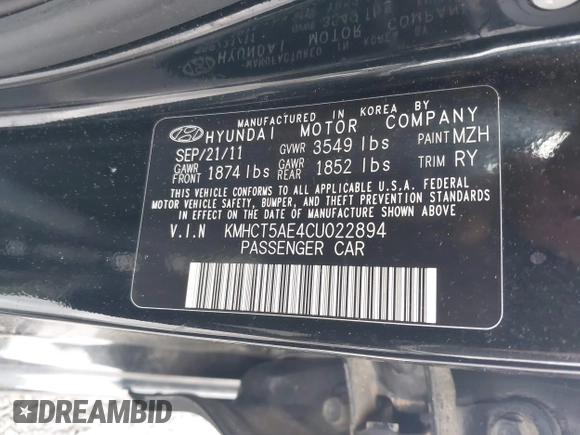 MANUFACTURED IN KOREA BY
HYUNDAI MOTOR COMPANY
SEP/21/11 GVWR 3549 lbs PAINT MZH
GAWR FRONT 1874 lbs GAWR REAR 1852 lbs TRIM RY
THIS VEHICLE CONFORMS TO ALL APPLICABLE U.S.A. FEDERAL
MOTOR VEHICLE SAFETY, BUMPER, AND THEFT PREVENTION STANDARDS
IN EFFECT ON THE DATE OF MANUFACTURE SHOWN ABOVE.
V.I.N KMHCT5AE4CU022894
PASSENGER CAR
DREAMBID